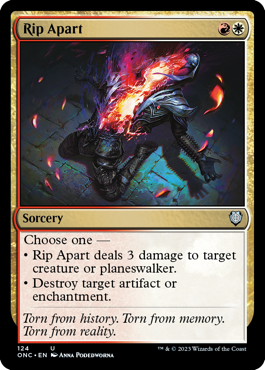 Rip Apart
Sorcery
Choose one —
• Rip Apart deals 3 damage to target
creature or planeswalker.
• Destroy target artifact or
enchantment.
Torn from history. Torn from memory.
Torn from reality.
124 U
ONC • EN Anna Podedworna
™ & © 2023 Wizards of the Coast